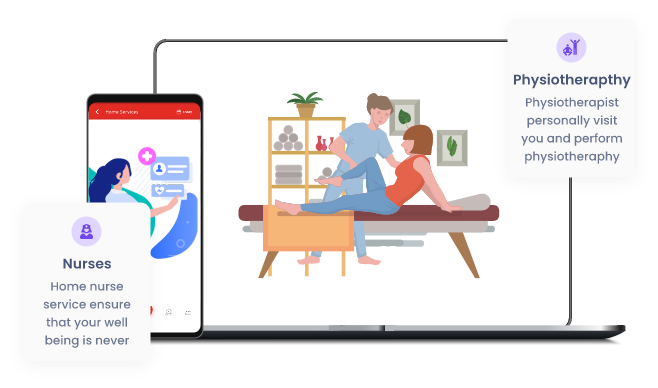 Home Services
Physiotherapthy
Physiotherapist
personally visit
you and perform
physiotheraphy
Nurses
Home nurse
service ensure
that your well
being is never